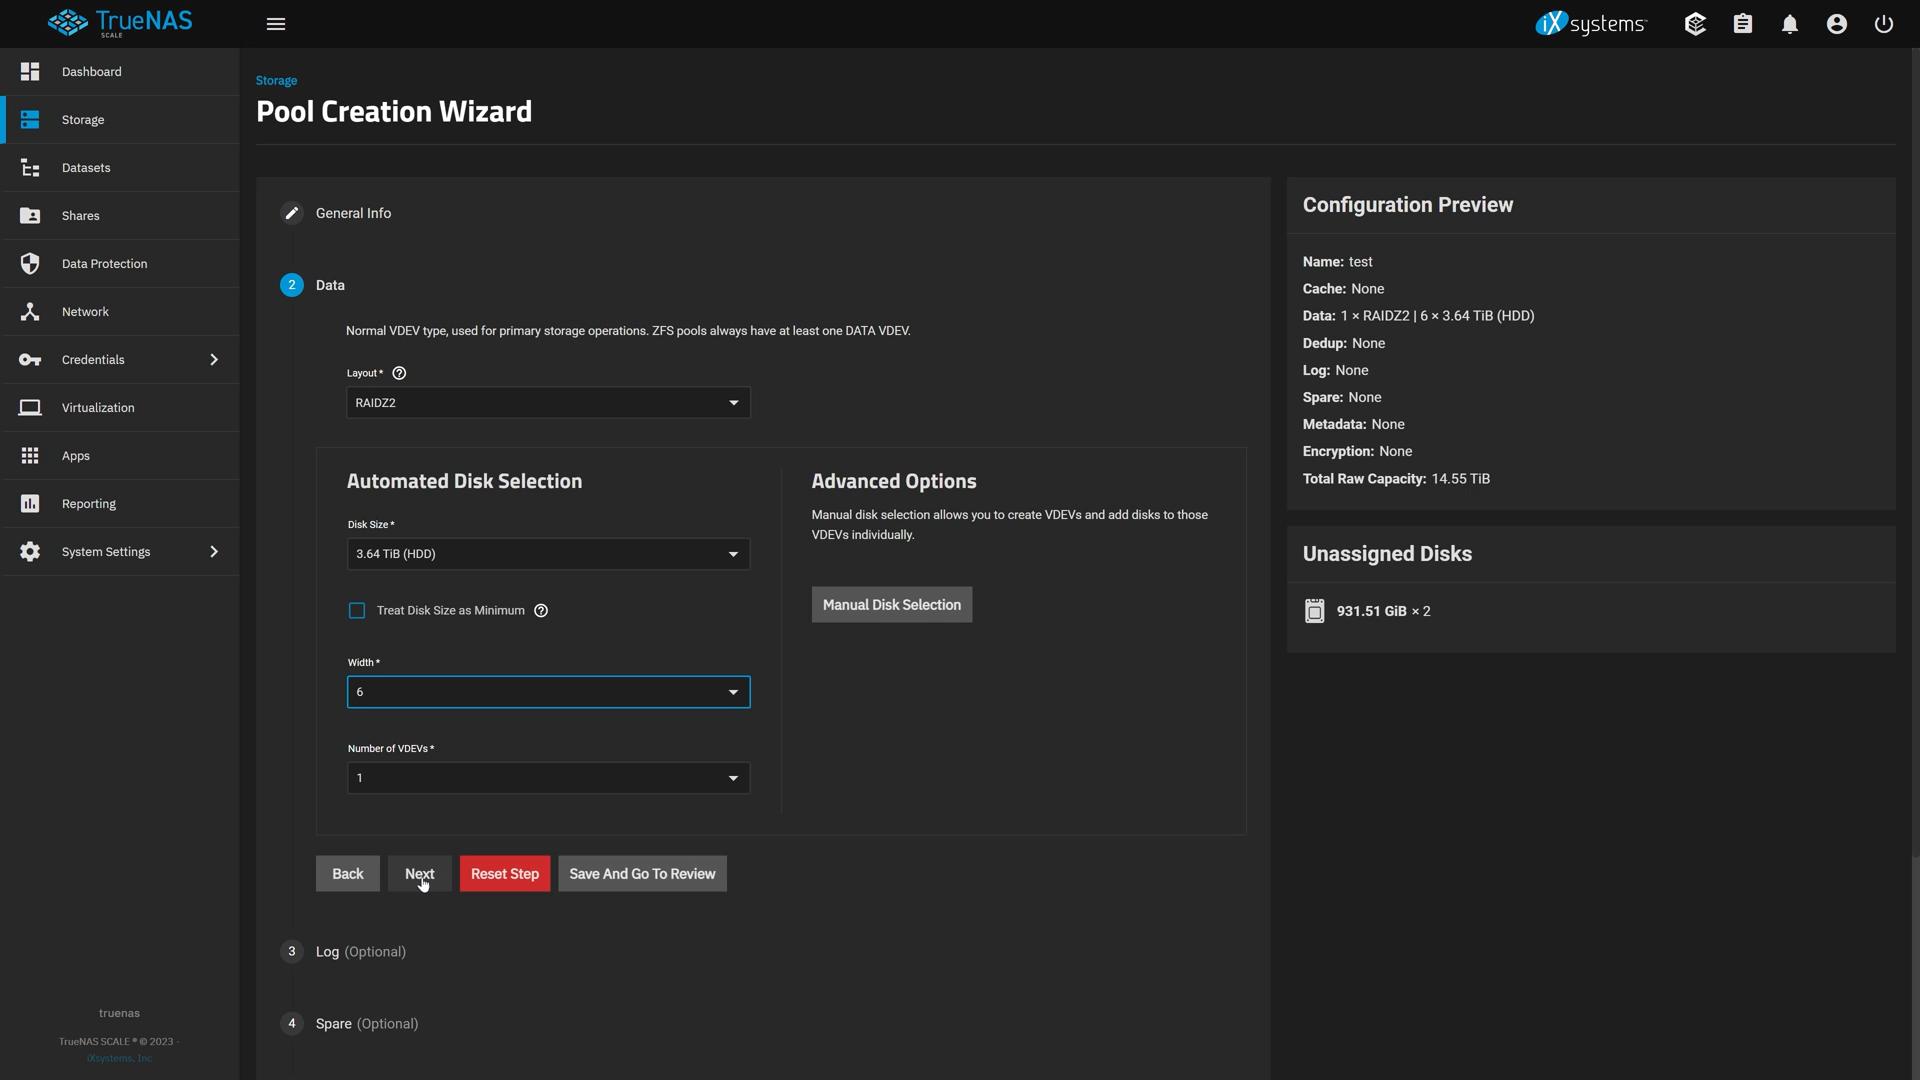 TrueNAS
SCALE
iXsystems
Dashboard
Storage
Datasets
Shares
Data Protection
Network
Credentials
Virtualization
Apps
Reporting
System Settings
truenas
TrueNAS SCALE ® © 2023 -
iXsystems, Inc
Storage
Pool Creation Wizard
General Info
2 Data
Normal VDEV type, used for primary storage operations. ZFS pools always have at least one DATA VDEV.
Layout *
RAIDZ2
Automated Disk Selection
Disk Size *
3.64 TiB (HDD)
Treat Disk Size as Minimum
Width *
6
Number of VDEVs *
1
Advanced Options
Manual disk selection allows you to create VDEVs and add disks to those
VDEVs individually.
Manual Disk Selection
Back Next Reset Step Save And Go To Review
3 Log (Optional)
4 Spare (Optional)
Configuration Preview
Name: test
Cache: None
Data: 1 × RAIDZ2 | 6 × 3.64 TiB (HDD)
Dedup: None
Log: None
Spare: None
Metadata: None
Encryption: None
Total Raw Capacity: 14.55 TiB
Unassigned Disks
931.51 GiB × 2